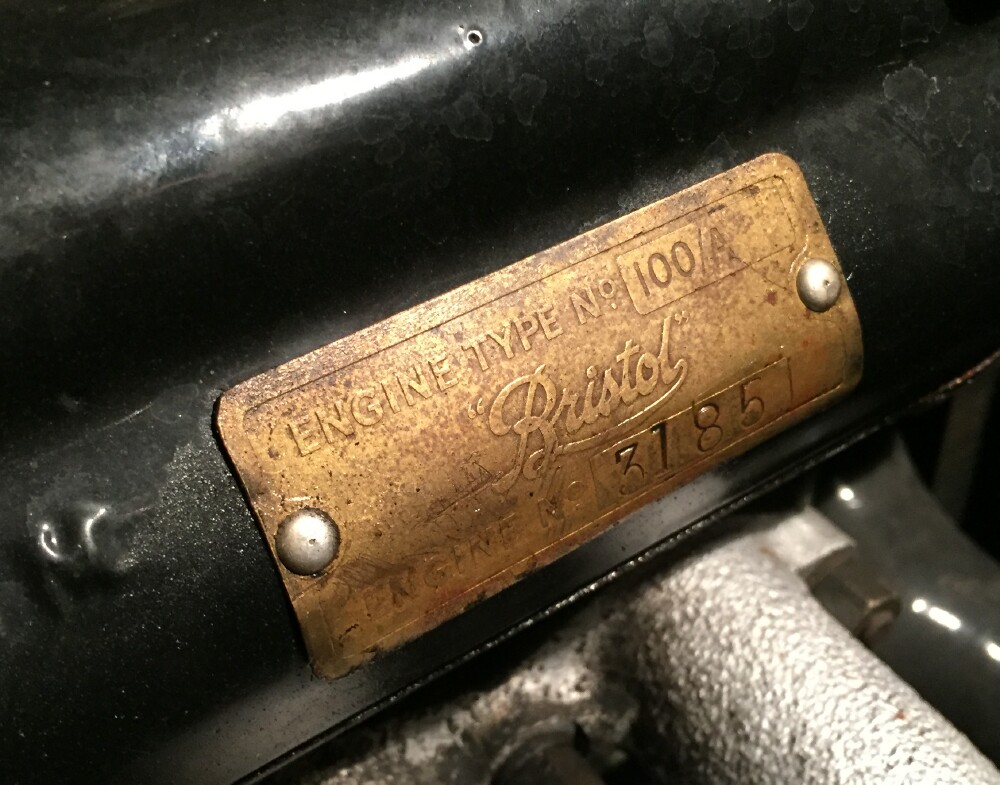 ENGINE TYPE No 100/A
"Bristol"
ENGINE No 3185